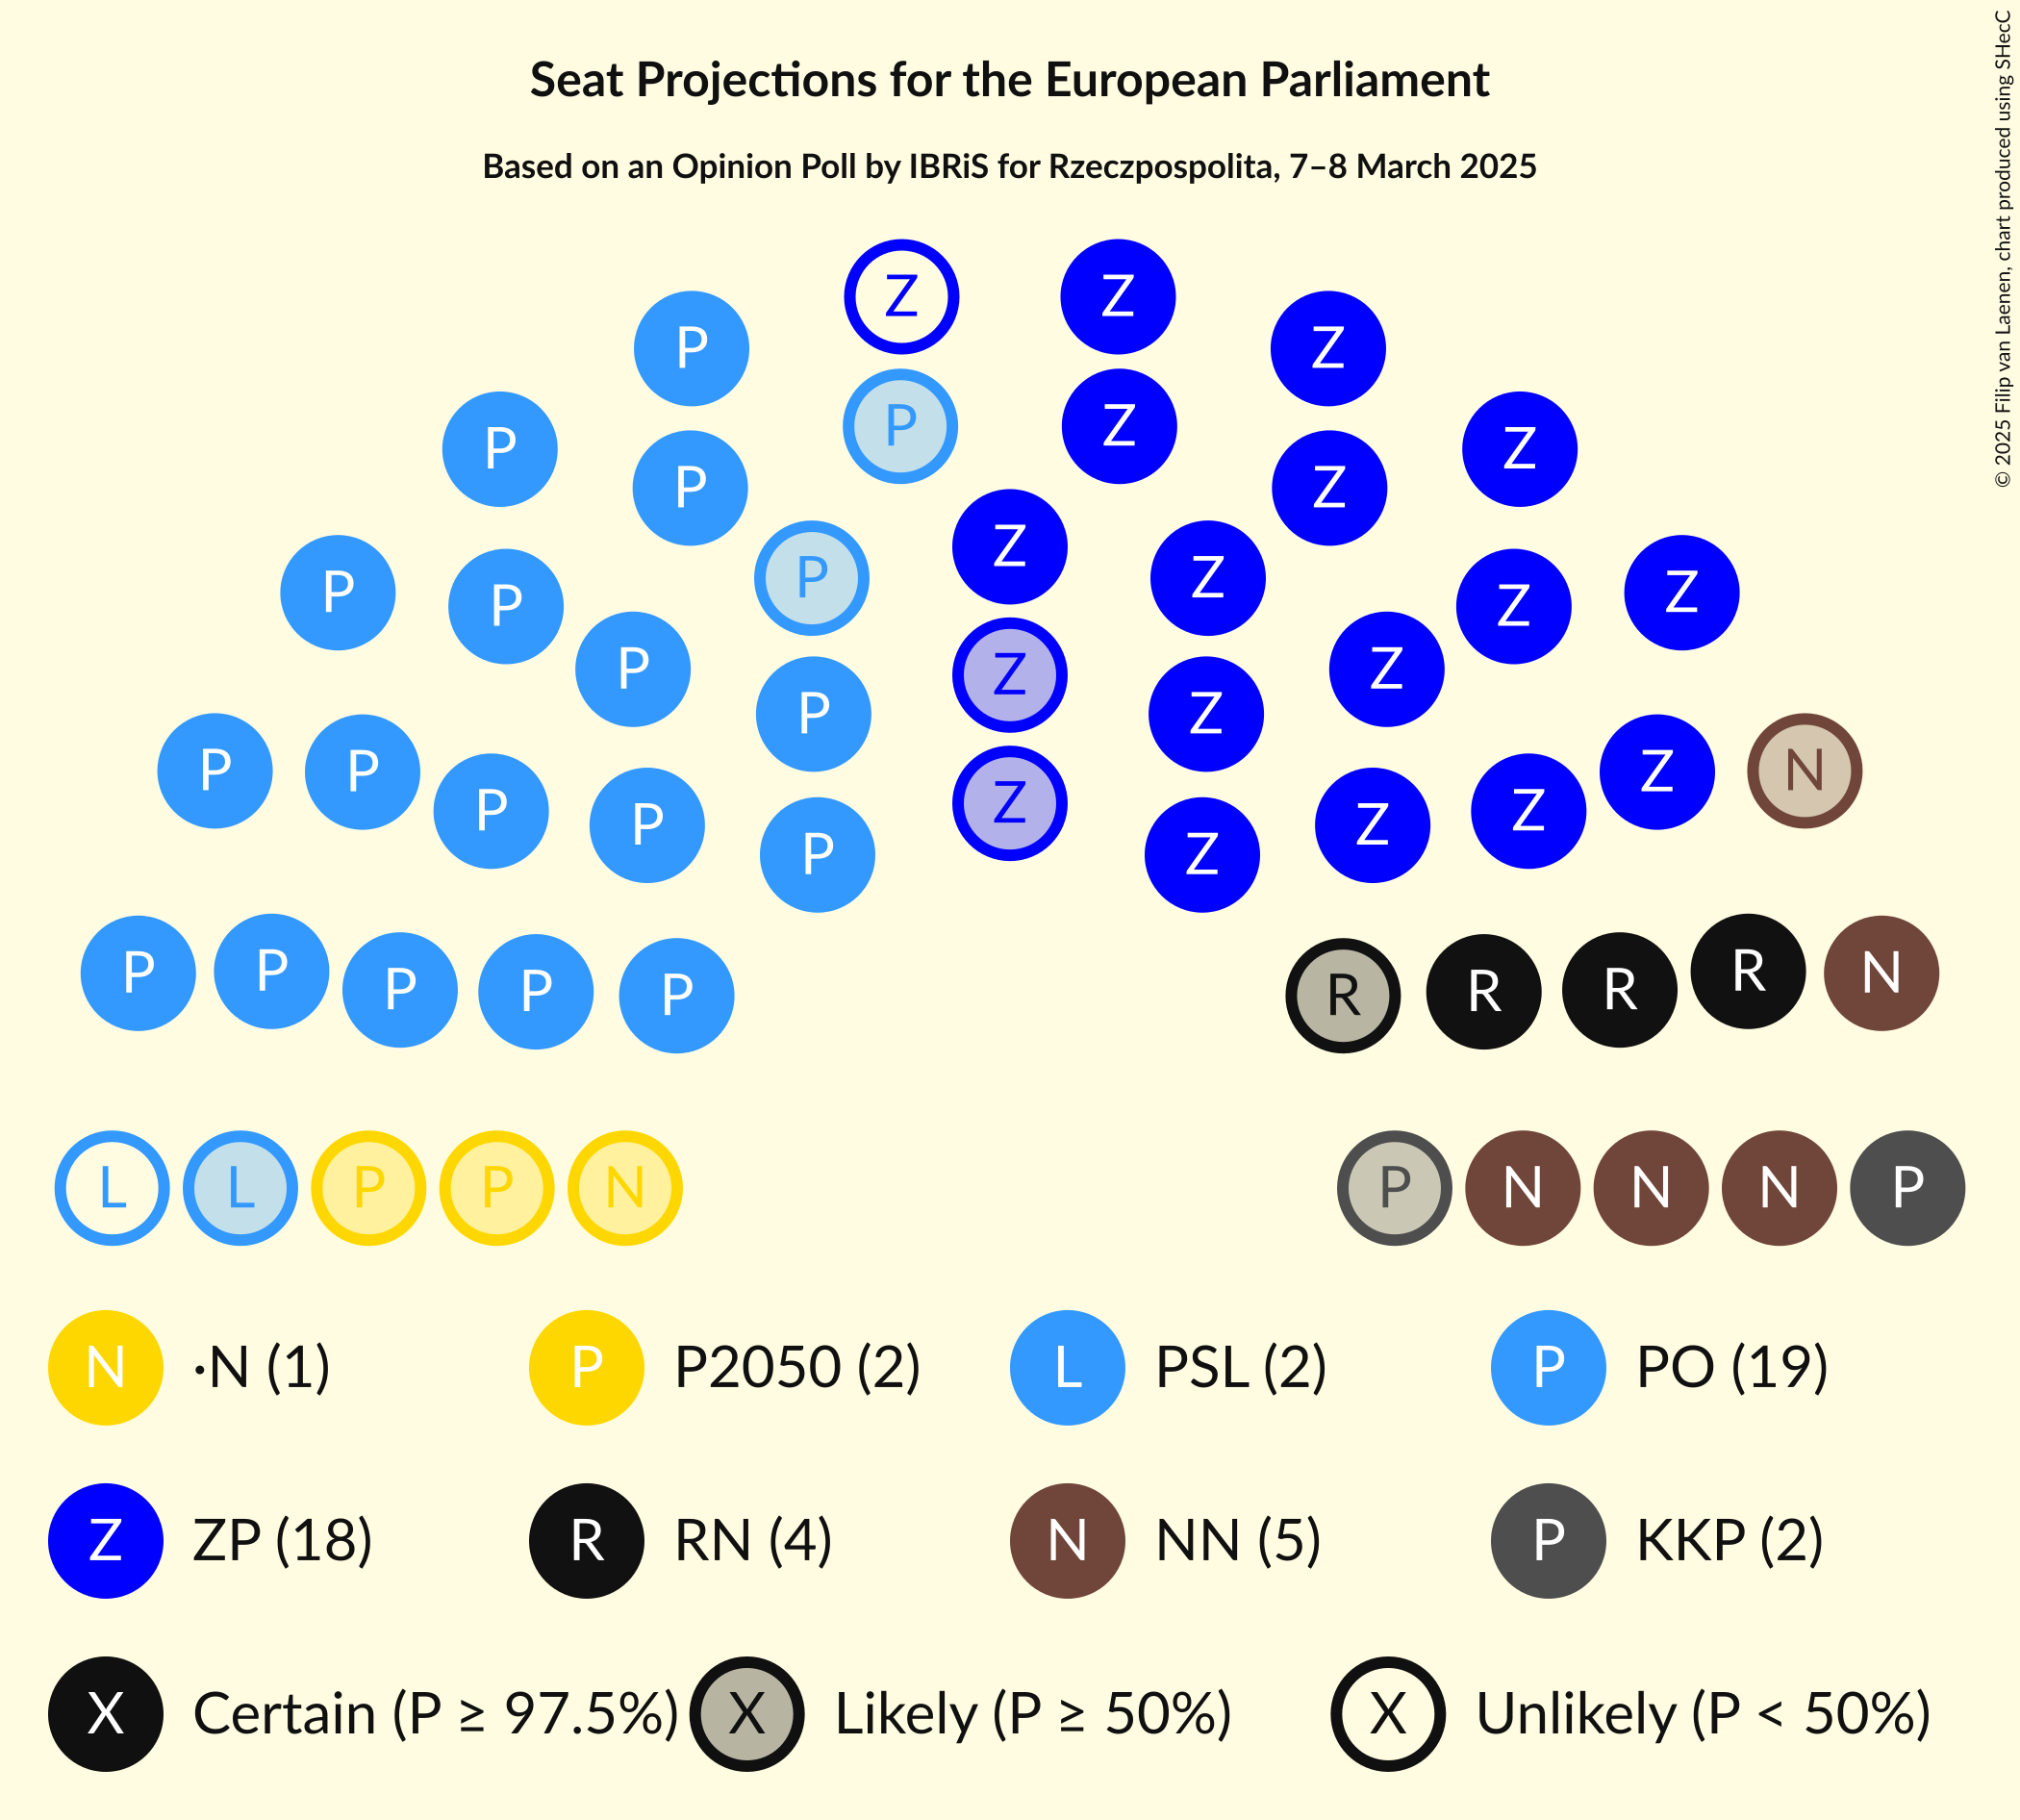 Seat Projections for the European Parliament
Based on an Opinion Poll by IBRiS for Rzeczpospolita, 7–8 March 2025
© 2025 Filip van Laenen, chart produced using SHecC
Z Z
P Z
P Z
P Z
P Z
Z
P Z
P Z
P Z
P Z
P Z
Z
P Z
P P Z N
P Z
P Z
Z
P Z
P P R N
P R
P R R
P
L L P P N P N N N P
N ·N (1) P P2050 (2) L PSL (2) P PO (19)
Z ZP (18) R RN (4) N NN (5) P KKP (2)
X Certain (P ≥ 97.5%) X Likely (P ≥ 50%) X Unlikely (P < 50%)